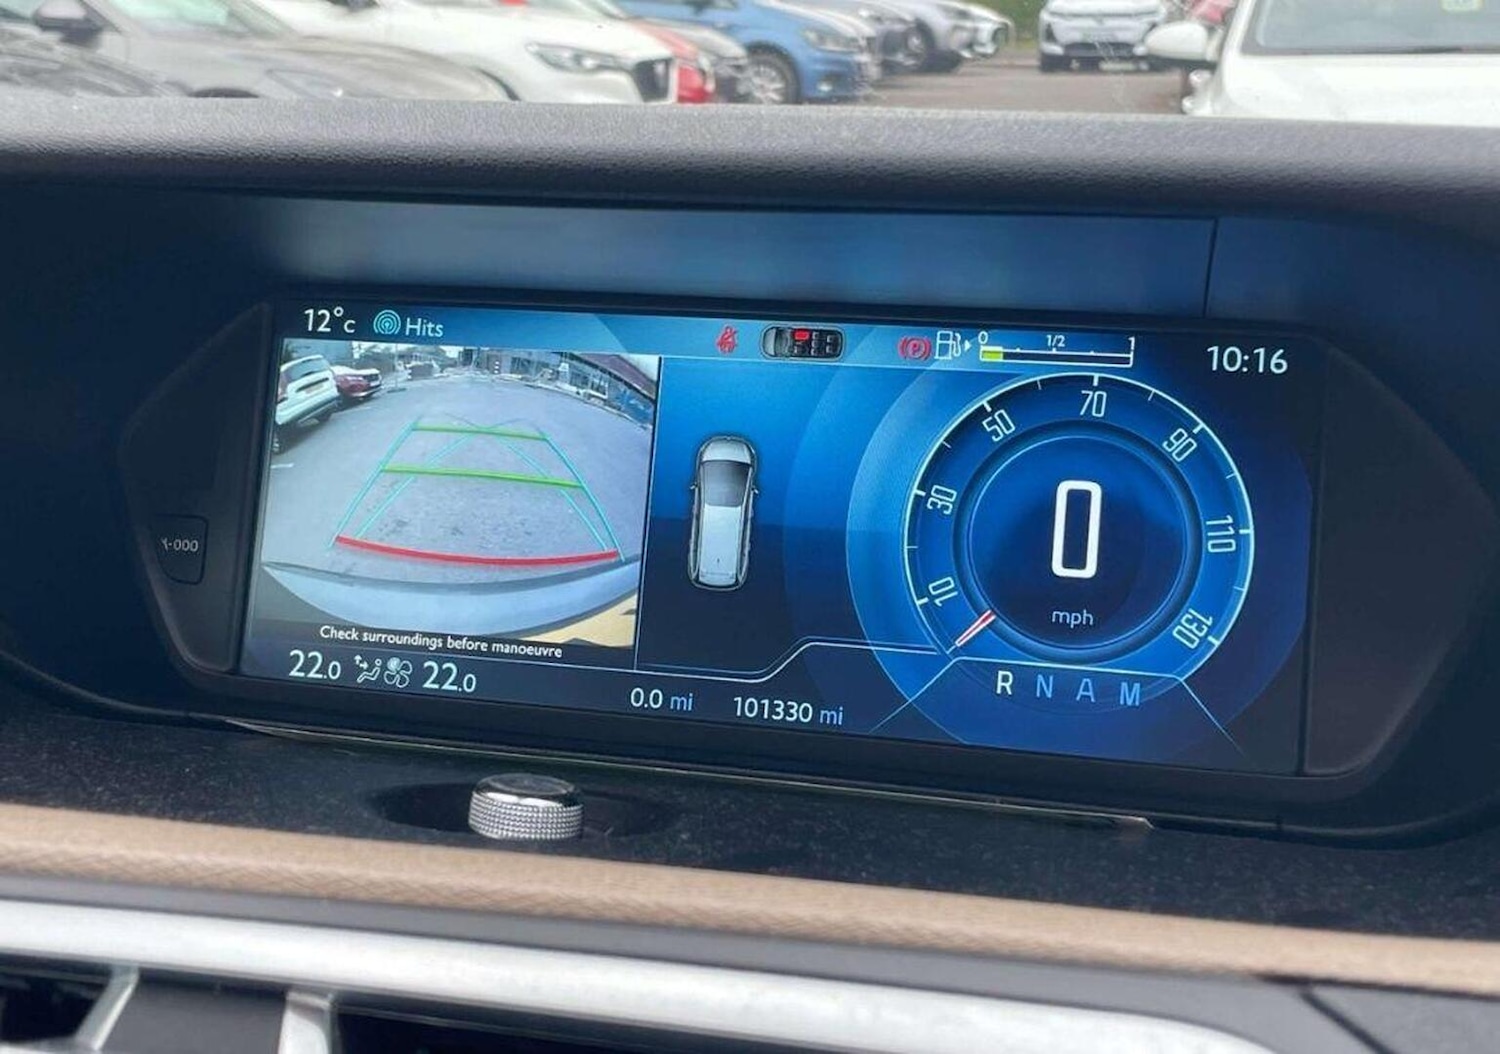 12°C Hits
0 1/2 1
10:16
P
10 30 50 70 90 110 130
0
mph
Check surroundings before manoeuvre
22.0 22.0
0.0 mi 101330 mi
R N A M
000